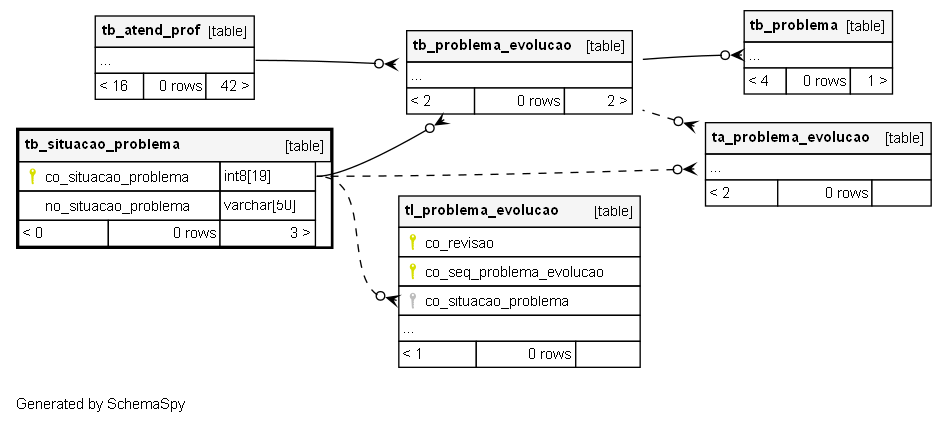 tb_atend_prof [table]
...
< 16 0 rows 42 >
tb_problema_evolucao [table]
...
< 2 0 rows 2 >
tb_problema [table]
...
< 4 0 rows 1 >
tb_situacao_problema [table]
co_situacao_problema int8[19]
no_situacao_problema varchar[50]
< 0 0 rows 3 >
ta_problema_evolucao [table]
...
< 2 0 rows
tl_problema_evolucao [table]
co_revisao
co_seq_problema_evolucao
co_situacao_problema
...
< 1 0 rows
Generated by SchemaSpy